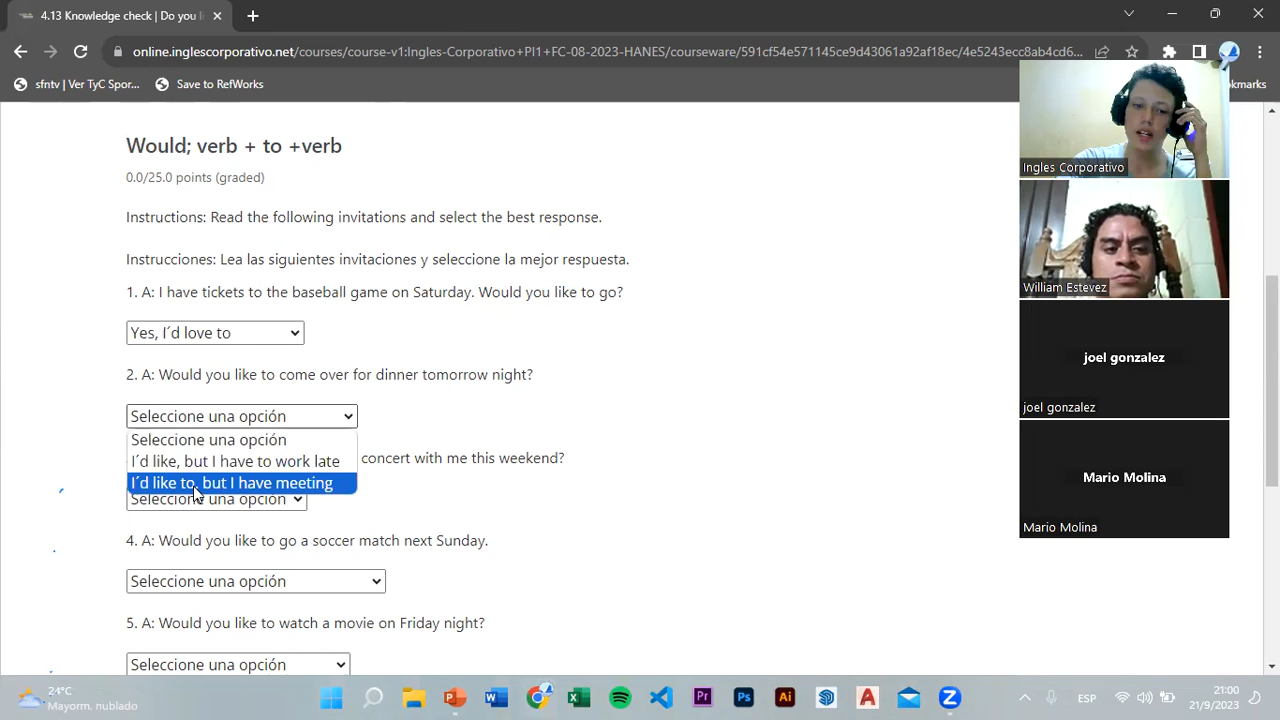 4.13 Knowledge check | Do you li
online.inglescorporativo.net/courses/course-v1:Ingles-Corporativo+PI1+FC-08-2023-HANES/courseware/591cf54e571145ce9d43061a92af18ec/4e5243ecc8ab4cd6...
sfntv | Ver TyC Spor... Save to RefWorks
okmarks
Would; verb + to +verb
0.0/25.0 points (graded)
Instructions: Read the following invitations and select the best response.
Instrucciones: Lea las siguientes invitaciones y seleccione la mejor respuesta.
1. A: I have tickets to the baseball game on Saturday. Would you like to go?
Yes, I´d love to
2. A: Would you like to come over for dinner tomorrow night?
Seleccione una opción
Seleccione una opción
I´d like, but I have to work late
concert with me this weekend?
I´d like to, but I have meeting
Seleccione una opción
4. A: Would you like to go a soccer match next Sunday.
Seleccione una opción
5. A: Would you like to watch a movie on Friday night?
Seleccione una opción
Ingles Corporativo
William Estevez
joel gonzalez
joel gonzalez
Mario Molina
Mario Molina
24°C
Mayorm. nublado
ESP
21:00
21/9/2023